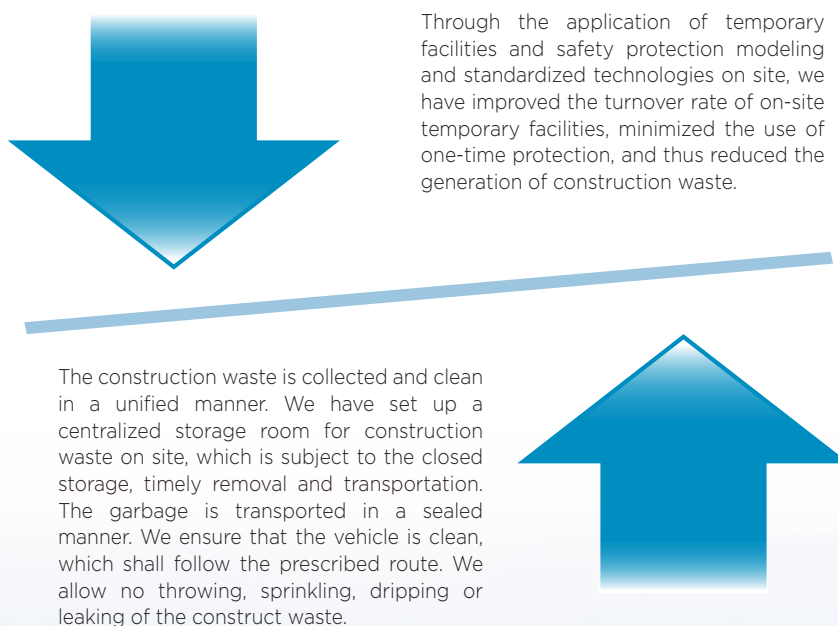 Through the application of temporary
facilities and safety protection modeling
and standardized technologies on site, we
have improved the turnover rate of on-site
temporary facilities, minimized the use of
one-time protection, and thus reduced the
generation of construction waste.
The construction waste is collected and clean
in a unified manner. We have set up a
centralized storage room for construction
waste on site, which is subject to the closed
storage, timely removal and transportation.
The garbage is transported in a sealed
manner. We ensure that the vehicle is clean,
which shall follow the prescribed route. We
allow no throwing, sprinkling, dripping or
leaking of the construct waste.